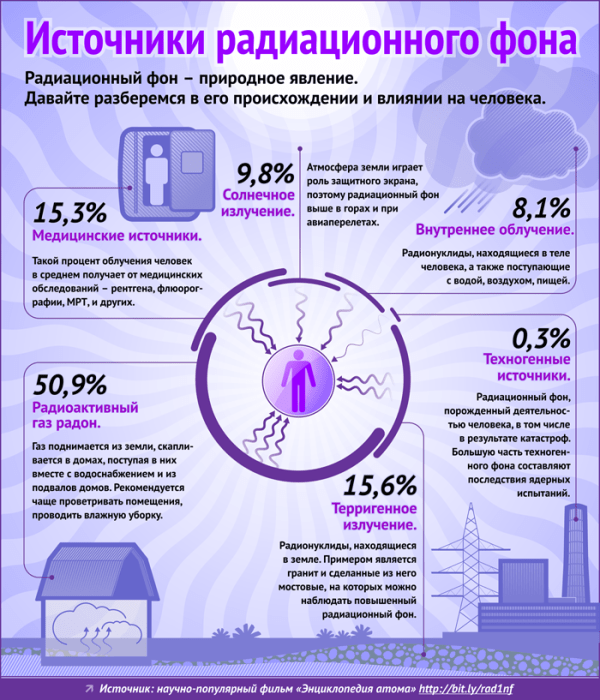 Источники радиационного фона
Радиационный фон – природное явление.
Давайте разберемся в его происхождении и влиянии на человека.
15,3%
Медицинские источники.
Такой процент облучения человек
в среднем получает от медицинских
обследований – рентгена, флюорог-
рафии, МРТ, и других.
9,8%
Солнечное
излучение.
Атмосфера земли играет
роль защитного экрана,
поэтому радиационный фон
выше в горах и при
авиаперелетах.
8,1%
Внутреннее облучение.
Радионуклиды, находящиеся в теле
человека, а также поступающие
с водой, воздухом, пищей.
0,3%
Техногенные
источники.
Радиационный фон,
порожденный деятельнос-
тью человека, в том числе
в результате катастроф.
Большую часть техноген-
ного фона составляют
последствия ядерных
испытаний.
50,9%
Радиоактивный
газ радон.
Газ поднимается из земли, скапли-
вается в домах, поступая в них
вместе с водоснабжением и из
подвалов домов. Рекомендуется
чаще проветривать помещения,
проводить влажную уборку.
15,6%
Терригенное
излучение.
Радионуклиды, находящиеся
в земле. Примером является
гранит и сделанные из него
мостовые, на которых можно
наблюдать повышенный
радиационный фон.
Источник: научно-популярный фильм «Энциклопедия атома» http://bit.ly/rad1nf